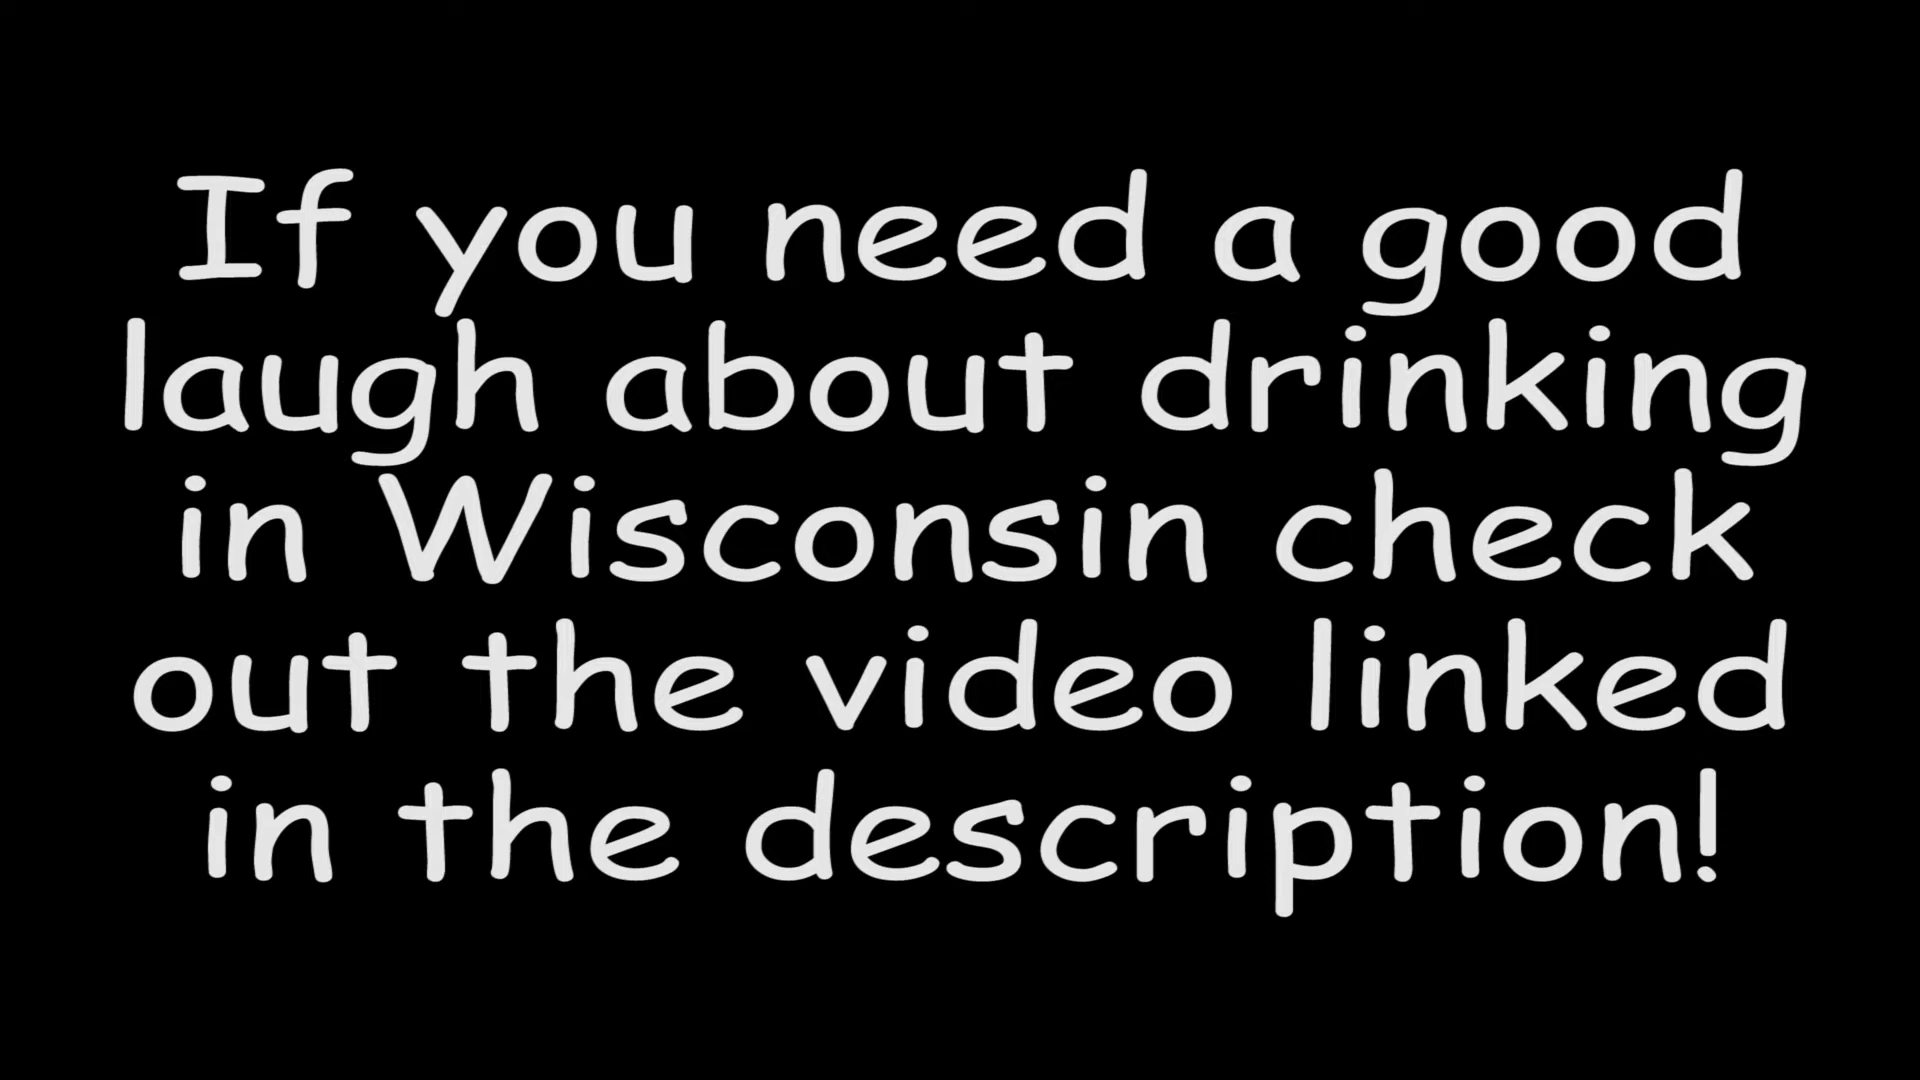 If you need a good
laugh about drinking
in Wisconsin check
out the video linked
in the description!